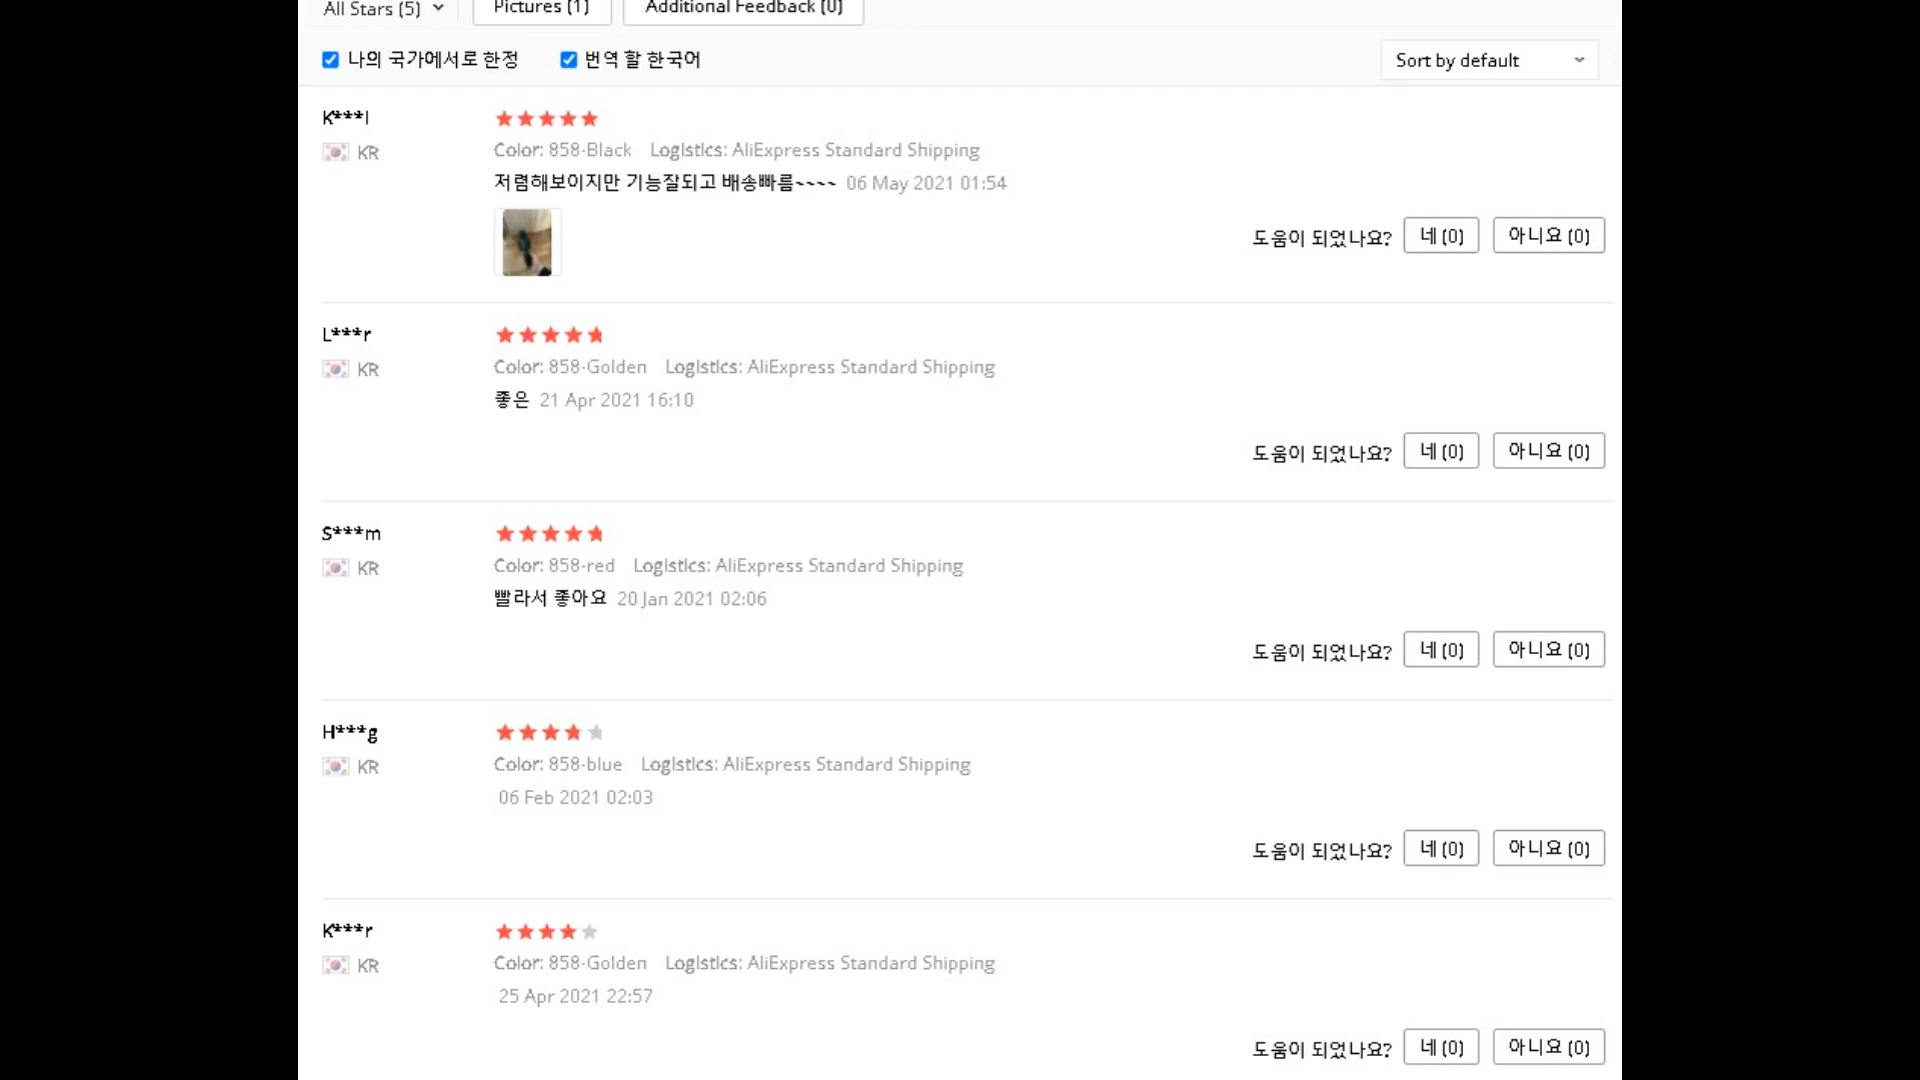 All Stars (5) Pictures (1) Additional Feedback (0)
나의 국가에서로 한정 번역 할 한국어 Sort by default
K***l
KR
Color: 858-Black Logistics: AliExpress Standard Shipping
저렴해보이지만 기능잘되고 배송빠름~~~~ 06 May 2021 01:54
도움이 되었나요? 네 (0) 아니요 (0)
L***r
KR
Color: 858-Golden Logistics: AliExpress Standard Shipping
좋은 21 Apr 2021 16:10
도움이 되었나요? 네 (0) 아니요 (0)
S***m
KR
Color: 858-red Logistics: AliExpress Standard Shipping
빨라서 좋아요 20 Jan 2021 02:06
도움이 되었나요? 네 (0) 아니요 (0)
H***g
KR
Color: 858-blue Logistics: AliExpress Standard Shipping
06 Feb 2021 02:03
도움이 되었나요? 네 (0) 아니요 (0)
K***r
KR
Color: 858-Golden Logistics: AliExpress Standard Shipping
25 Apr 2021 22:57
도움이 되었나요? 네 (0) 아니요 (0)